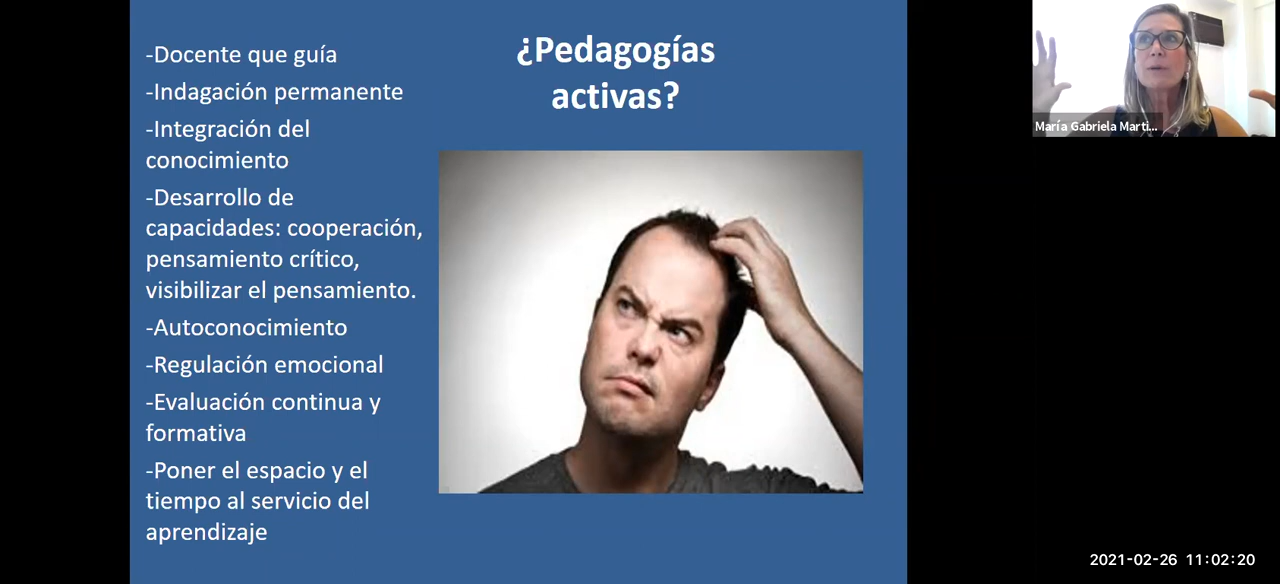 -Docente que guía
-Indagación permanente
-Integración del
conocimiento
-Desarrollo de
capacidades: cooperación,
pensamiento crítico,
visibilizar el pensamiento.
-Autoconocimiento
-Regulación emocional
-Evaluación continua y
formativa
-Poner el espacio y el
tiempo al servicio del
aprendizaje
¿Pedagogías
activas?
María Gabriela Marti...
2021-02-26 11:02:20